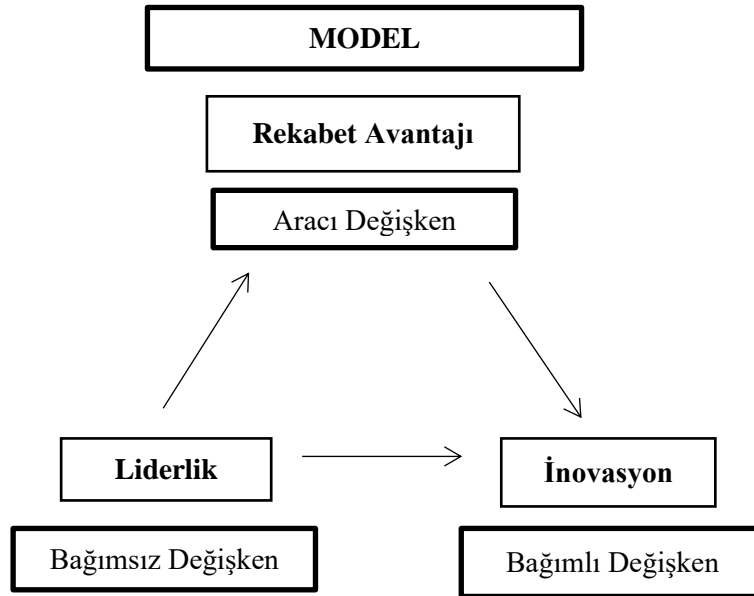 MODEL
Rekabet Avantajı
Aracı Değişken
Liderlik
İnovasyon
Bağımsız Değişken
Bağımlı Değişken